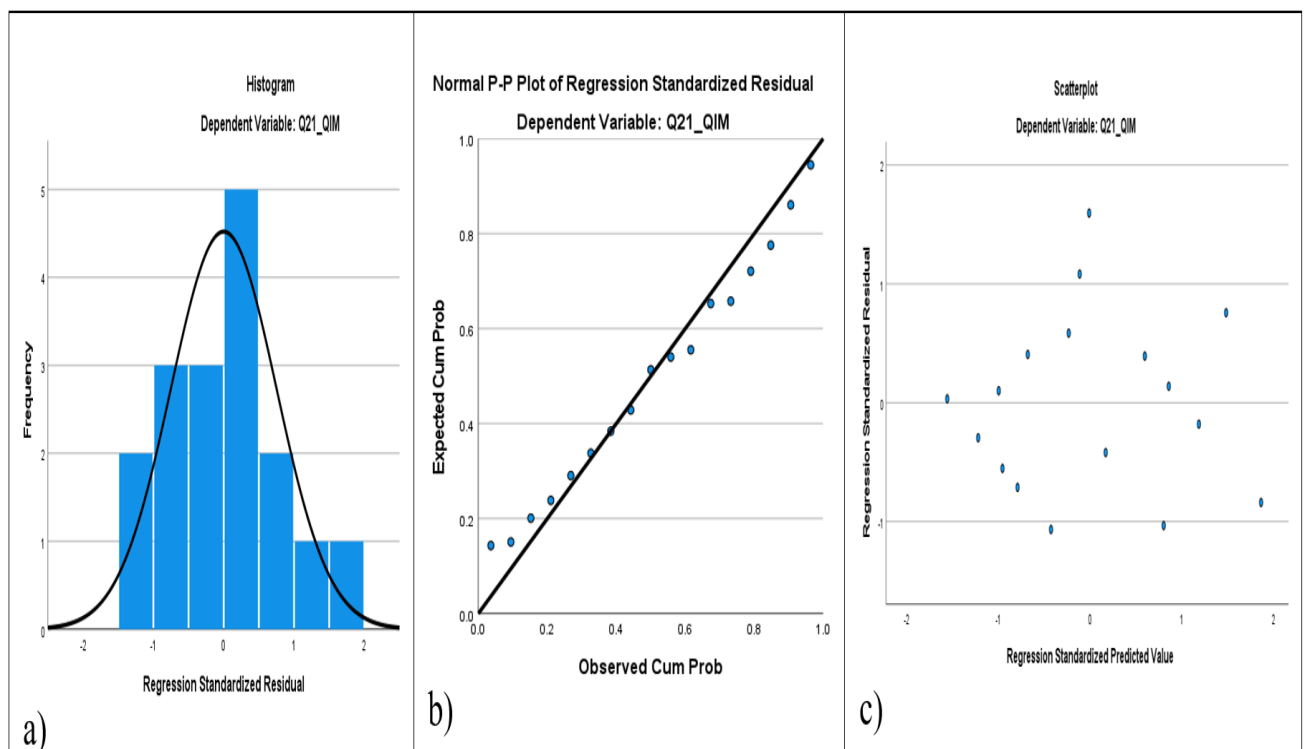 Histogram
Dependent Variable: Q21_QIM
5
4
3
2
1
0
Frequency
-2 -1 0 1 2
Regression Standardized Residual
a)
Normal P-P Plot of Regression Standardized Residual
Dependent Variable: Q21_QIM
1.0
0.8
0.6
0.4
0.2
0.0
Expected Cum Prob
0.0 0.2 0.4 0.6 0.8 1.0
Observed Cum Prob
b)
Scatterplot
Dependent Variable: Q21_QIM
2
1
0
-1
Regression Standardized Residual
-2 -1 0 1 2
Regression Standardized Predicted Value
c)